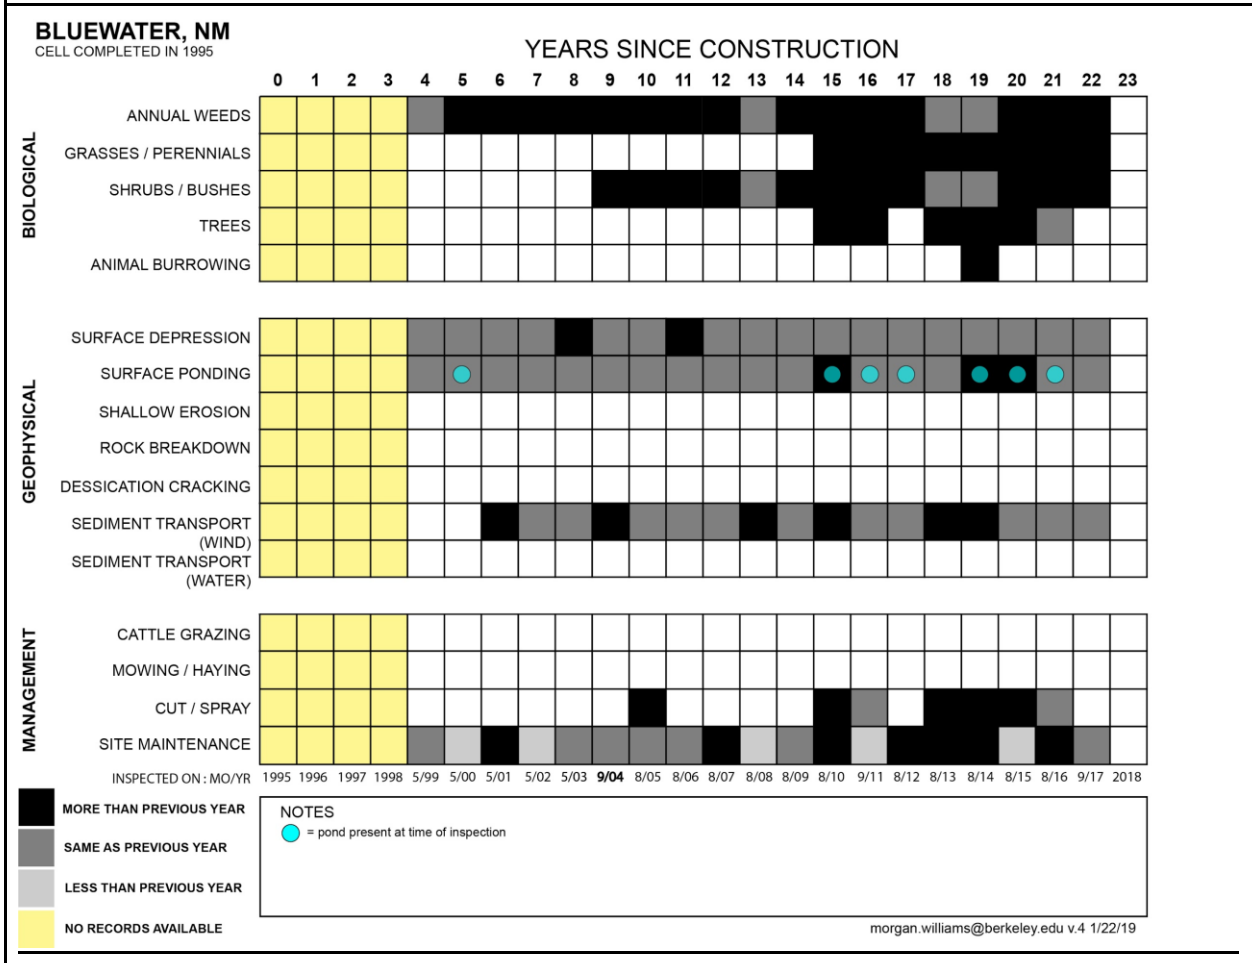 BLUEWATER, NM
CELL COMPLETED IN 1995
YEARS SINCE CONSTRUCTION
0 1 2 3 4 5 6 7 8 9 10 11 12 13 14 15 16 17 18 19 20 21 22 23
BIOLOGICAL
ANNUAL WEEDS
GRASSES / PERENNIALS
SHRUBS / BUSHES
TREES
ANIMAL BURROWING
GEOPHYSICAL
SURFACE DEPRESSION
SURFACE PONDING
SHALLOW EROSION
ROCK BREAKDOWN
DESSICATION CRACKING
SEDIMENT TRANSPORT
(WIND)
SEDIMENT TRANSPORT
(WATER)
MANAGEMENT
CATTLE GRAZING
MOWING / HAYING
CUT / SPRAY
SITE MAINTENANCE
INSPECTED ON : MO/YR 1995 1996 1997 1998 5/99 5/00 5/01 5/02 5/03 9/04 8/05 8/06 8/07 8/08 8/09 8/10 9/11 8/12 8/13 8/14 8/15 8/16 9/17 2018
MORE THAN PREVIOUS YEAR
SAME AS PREVIOUS YEAR
LESS THAN PREVIOUS YEAR
NO RECORDS AVAILABLE
NOTES
= pond present at time of inspection
morgan.williams@berkeley.edu v.4 1/22/19